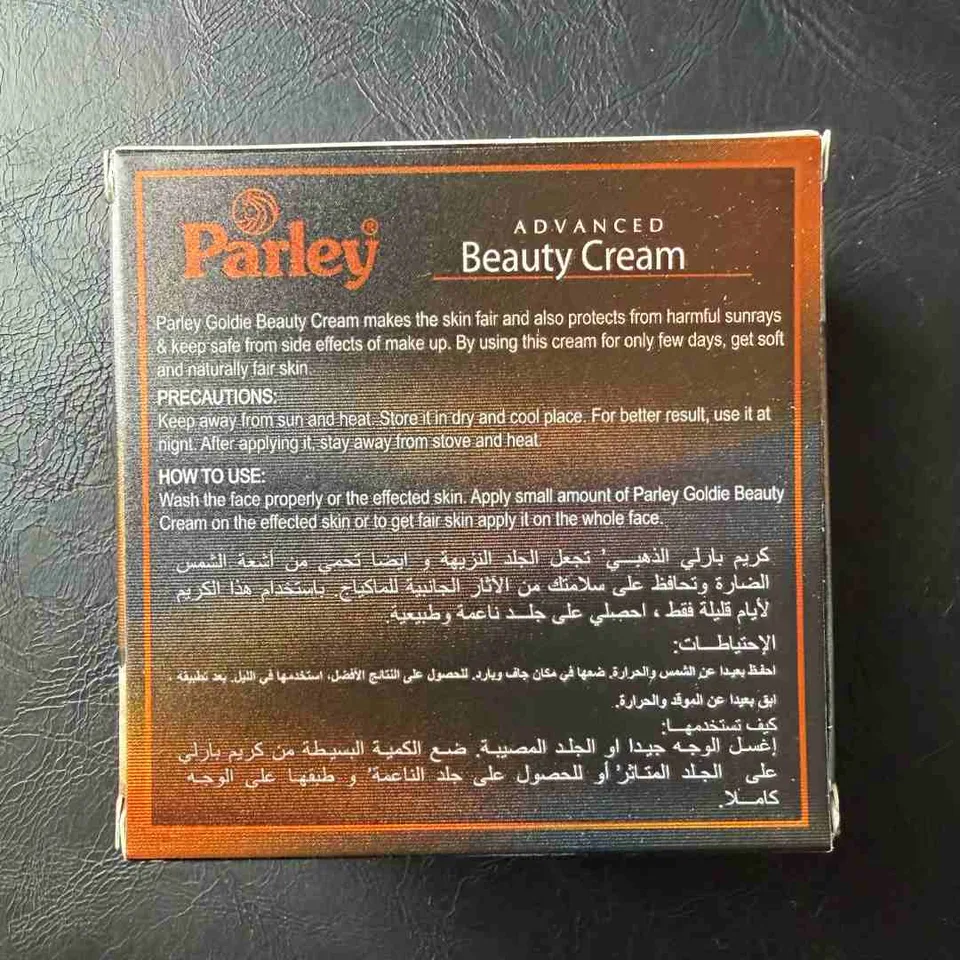 Parley®
ADVANCED
Beauty Cream
Parley Goldie Beauty Cream makes the skin fair and also protects from harmful sunrays
& keep safe from side effects of make up. By using this cream for only few days, get soft
and naturally fair skin.
PRECAUTIONS:
Keep away from sun and heat. Store it in dry and cool place. For better result, use it at
night. After applying it, stay away from stove and heat.
HOW TO USE:
Wash the face properly or the effected skin. Apply small amount of Parley Goldie Beauty
Cream on the effected skin or to get fair skin apply it on the whole face.
كريم بارلي الذهبي' تجعل الجلد النزيهة و ايضا تحمي من أشعة الشمس
الضارة وتحافظ على سلامتك من الآثار الجانبية للماكياج. باستخدام هذا الكريم
لأيام قليلة فقط ، احصلي على جلد ناعمة وطبيعيه.
الإحتياطات:
احفظ بعيدا عن الشمس والحرارة. ضعها في مكان جاف وبارد. للحصول على النتائج الأفضل، استخدمها في الليل. بعد تطبيقه ،
ابق بعيدا عن الموقد والحرارة.
كيف تستخدمها:
إغسل الوجه جيدا او الجلد المصيبة. ضع الكمية البسيطة من كريم بارلي
على الجلد المتاثر' أو للحصول على جلد الناعمة' و طبقها على الوجه
كاملا.